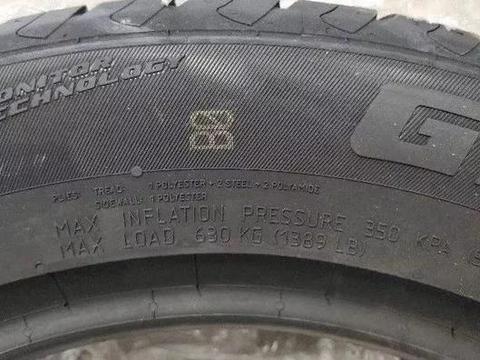 MONITOR
TECHNOLOGY
G
PLIES: TREAD: 1 POLYESTER + 2 STEEL + 2 POLYAMIDE
SIDEWALL: 1 POLYESTER
MAX INFLATION PRESSURE 350 KPA
MAX LOAD 630 KG (1389 LB)